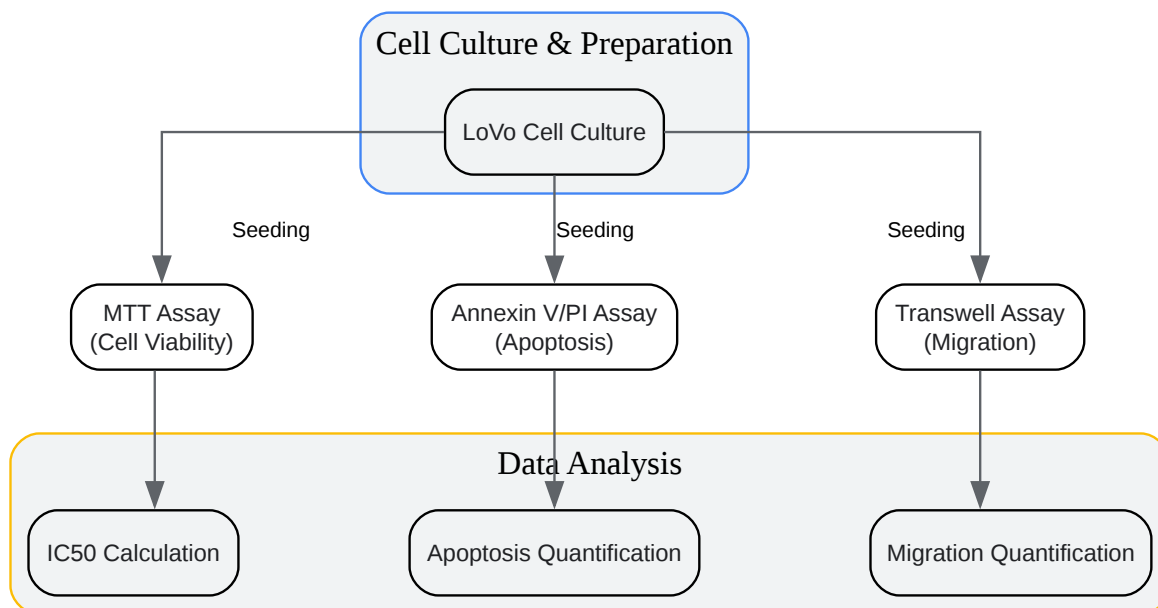 Cell Culture & Preparation
LoVo Cell Culture
Seeding
Seeding
Seeding
MTT Assay
(Cell Viability)
Annexin V/PI Assay
(Apoptosis)
Transwell Assay
(Migration)
Data Analysis
IC50 Calculation
Apoptosis Quantification
Migration Quantification